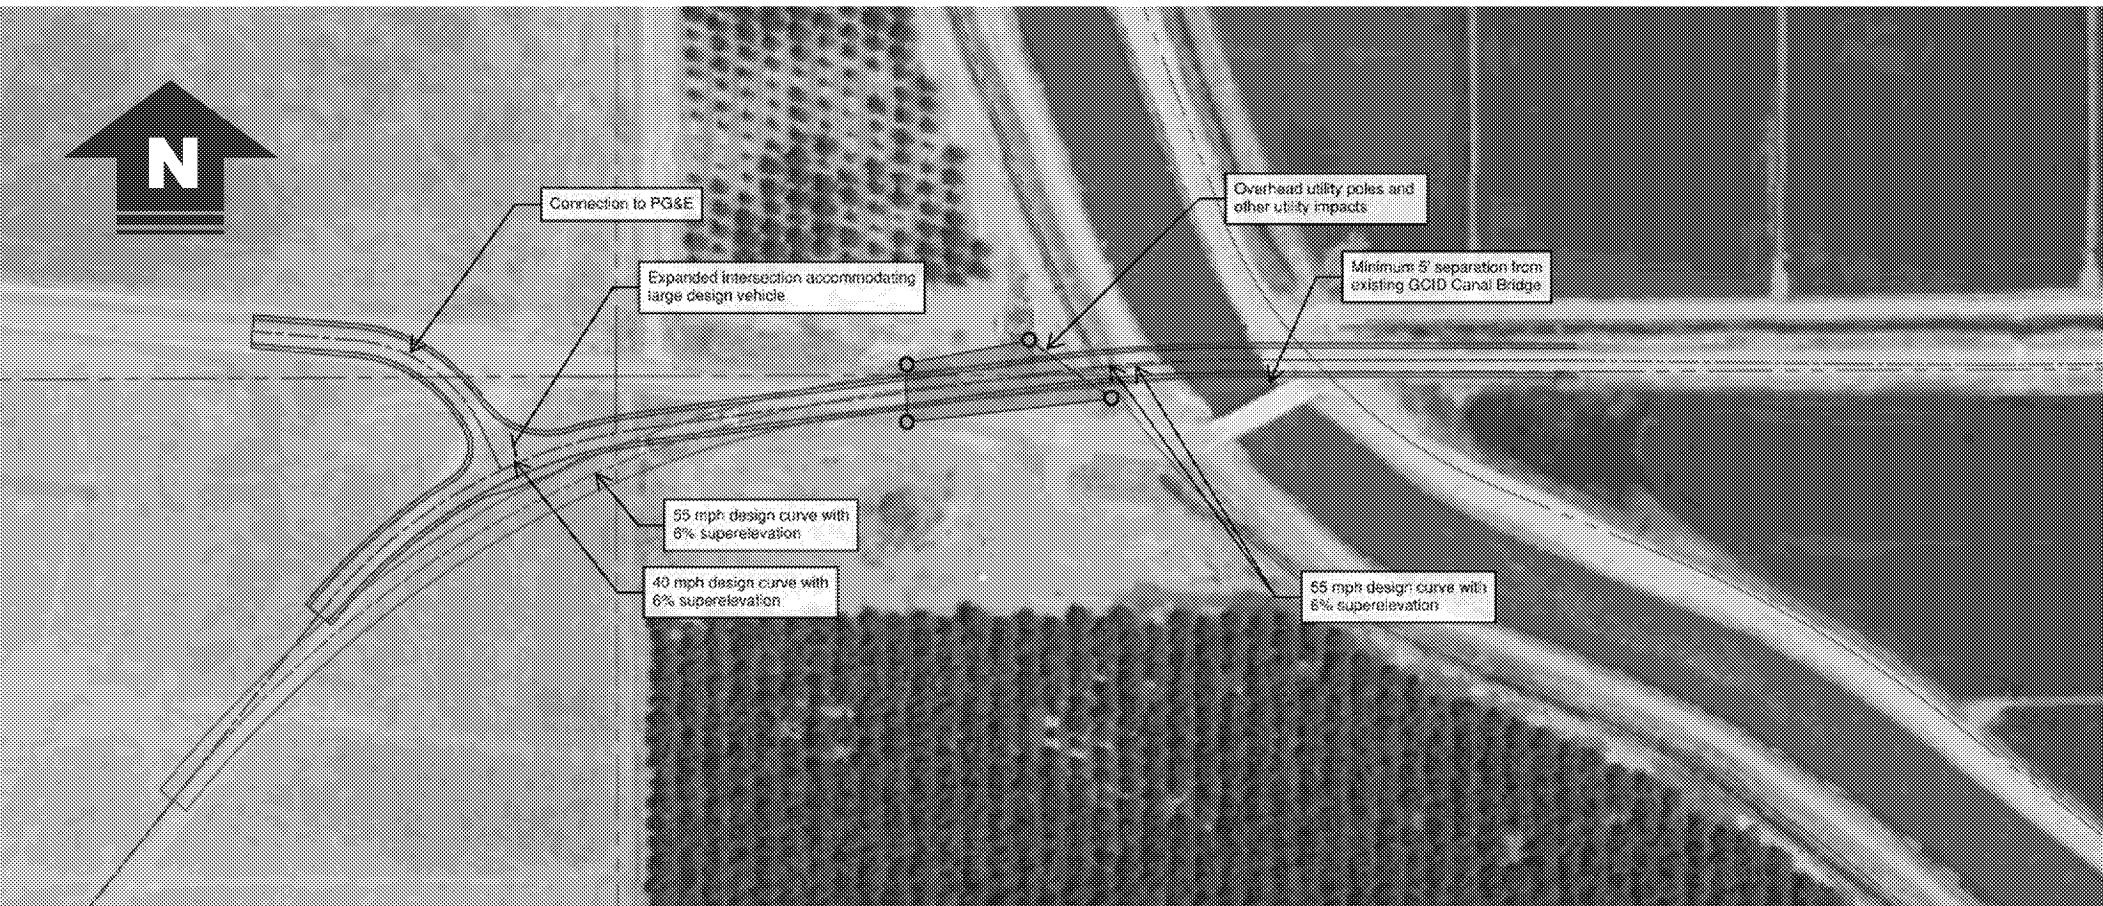 N
Connection to PG&E
Overhead utility poles and
other utility impacts
Expanded intersection accommodating
large design vehicle
Minimum 5' separation from
existing GCID Canal Bridge
55 mph design curve with
6% superelevation
40 mph design curve with
6% superelevation
55 mph design curve with
6% superelevation